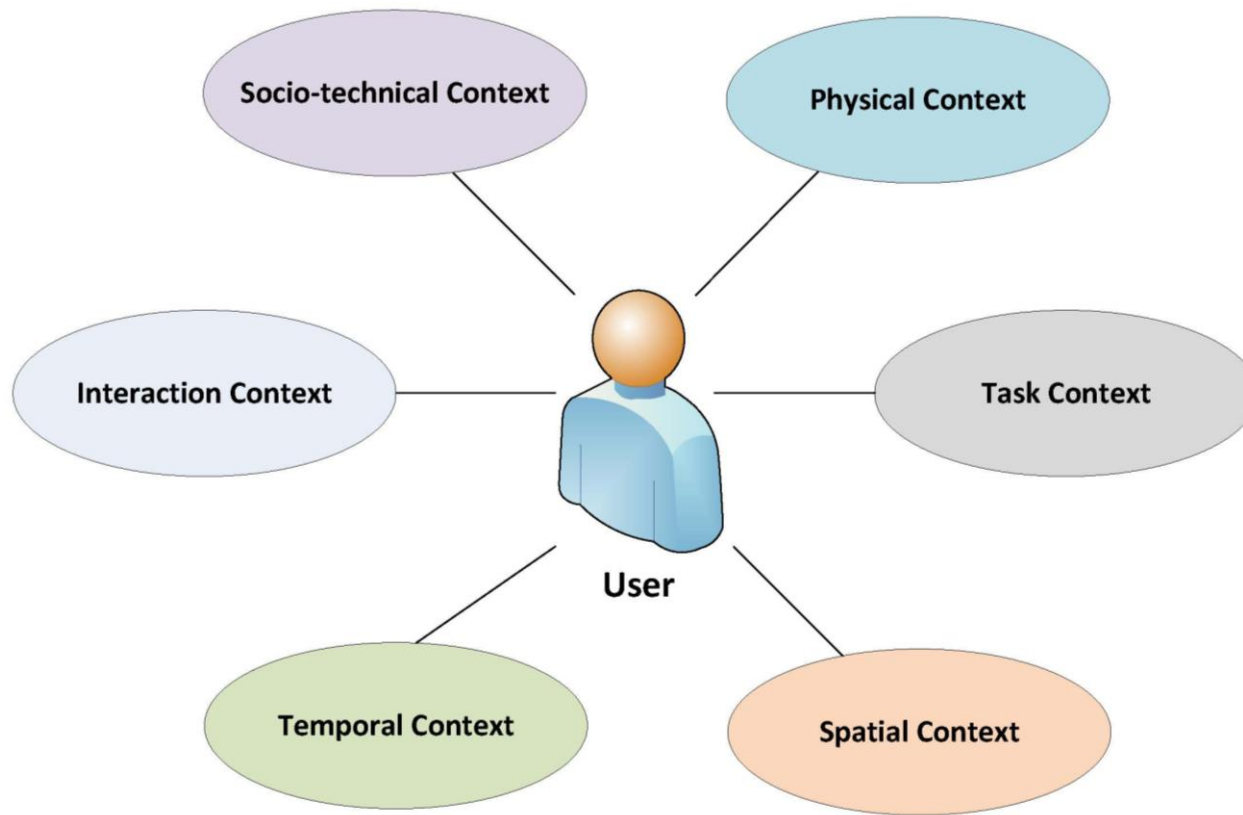 Socio-technical Context
Physical Context
Interaction Context
Task Context
User
Temporal Context
Spatial Context